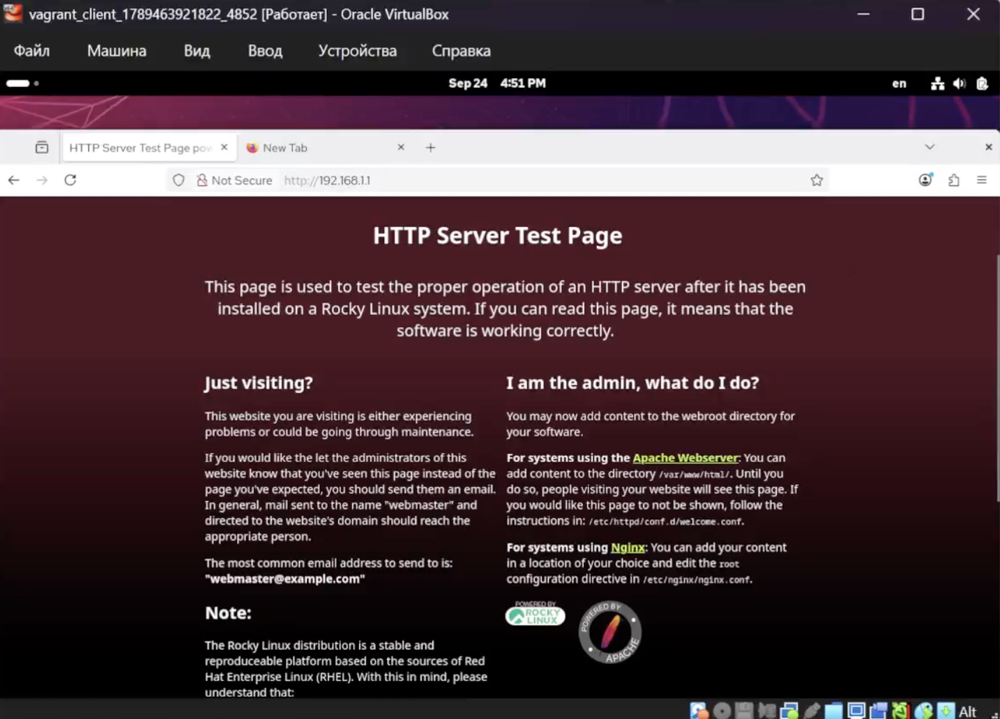 vagrant_client_1789463921822_4852 [Работает] - Oracle VirtualBox
Файл Машина Вид Ввод Устройства Справка
Sep 24 4:51 PM en
HTTP Server Test Page pow New Tab
Not Secure http://192.168.1.1
HTTP Server Test Page
This page is used to test the proper operation of an HTTP server after it has been
installed on a Rocky Linux system. If you can read this page, it means that the
software is working correctly.
Just visiting?
This website you are visiting is either experiencing
problems or could be going through maintenance.
If you would like the let the administrators of this
website know that you've seen this page instead of the
page you've expected, you should send them an email.
In general, mail sent to the name "webmaster" and
directed to the website's domain should reach the
appropriate person.
The most common email address to send to is:
"webmaster@example.com"
Note:
The Rocky Linux distribution is a stable and
reproduceable platform based on the sources of Red
Hat Enterprise Linux (RHEL). With this in mind, please
understand that:
I am the admin, what do I do?
You may now add content to the webroot directory for
your software.
For systems using the Apache Webserver: You can
add content to the directory /var/www/html/. Until you
do so, people visiting your website will see this page. If
you would like this page to not be shown, follow the
instructions in: /etc/httpd/conf.d/welcome.conf.
For systems using Nginx: You can add your content
in a location of your choice and edit the root
configuration directive in /etc/nginx/nginx.conf.
POWERED BY
ROCKY
LINUX
POWERED BY
APACHE
Alt